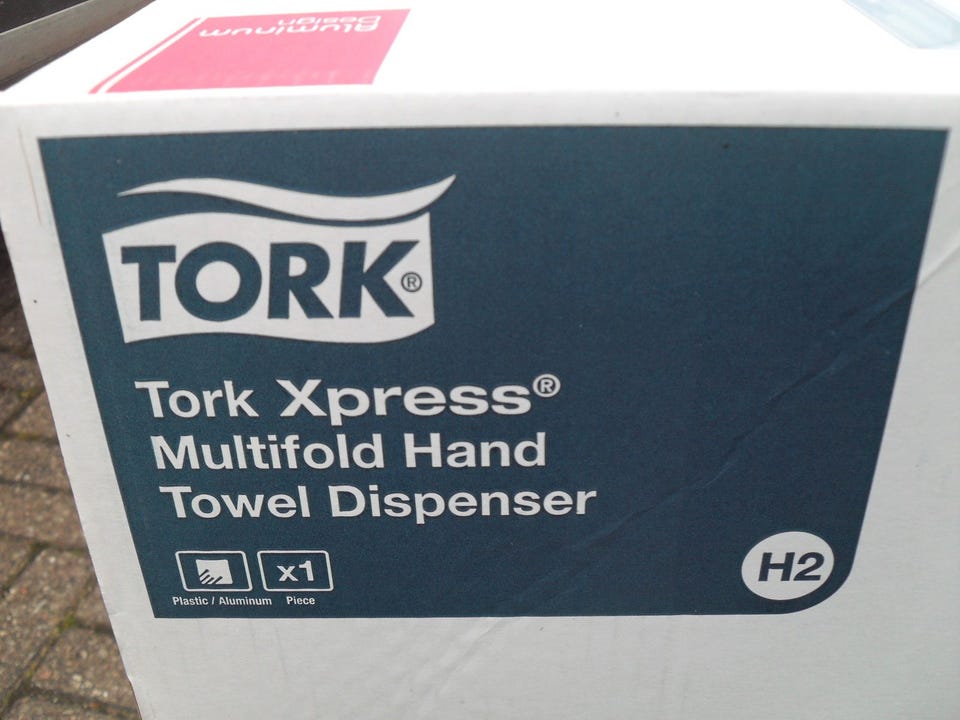 Aluminum
Design
TORK®
Tork Xpress®
Multifold Hand
Towel Dispenser
x1
Plastic / Aluminum Piece
H2